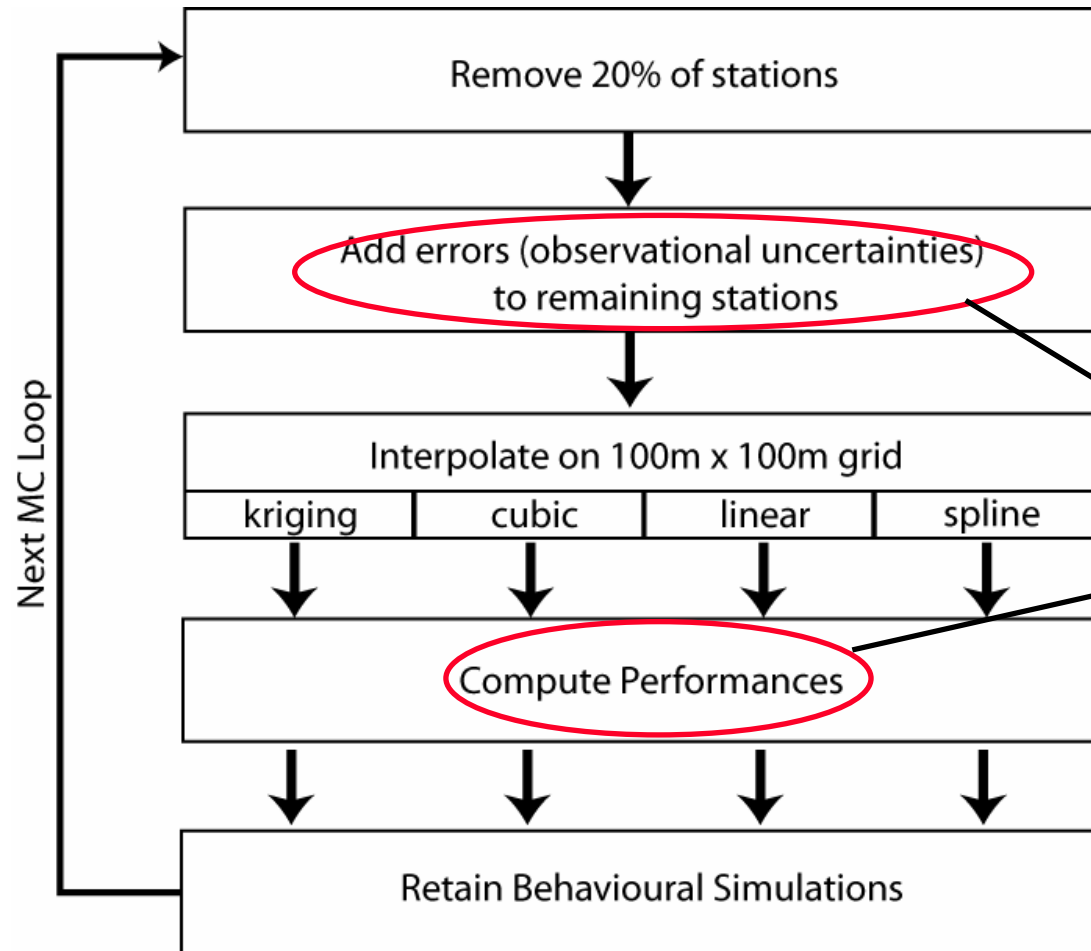 Remove 20% of stations
Add errors (observational uncertainties)
to remaining stations
Interpolate on 100m x 100m grid
kriging
cubic
linear
spline
Compute Performances
Retain Behavioural Simulations
Next MC Loop